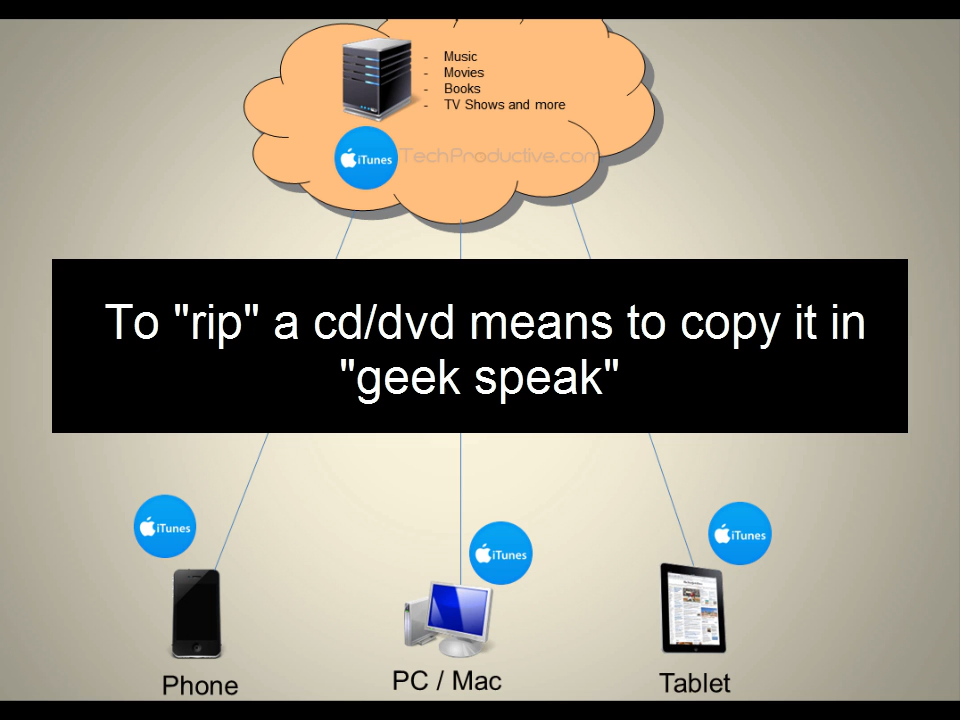 - Music
- Movies
- Books
- TV Shows and more
iTunes
TechProductive.com
To "rip" a cd/dvd means to copy it in
"geek speak"
iTunes
iTunes
iTunes
Phone
PC / Mac
Tablet